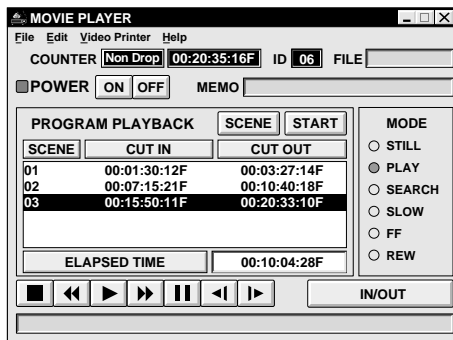 MOVIE PLAYER
File Edit Video Printer Help
COUNTER Non Drop 00:20:35:16F ID 06 FILE
POWER ON OFF MEMO
PROGRAM PLAYBACK SCENE START
SCENE CUT IN CUT OUT
01 00:01:30:12F 00:03:27:14F
02 00:07:15:21F 00:10:40:18F
03 00:15:50:11F 00:20:33:10F
ELAPSED TIME 00:10:04:28F
MODE
STILL
PLAY
SEARCH
SLOW
FF
REW
IN/OUT